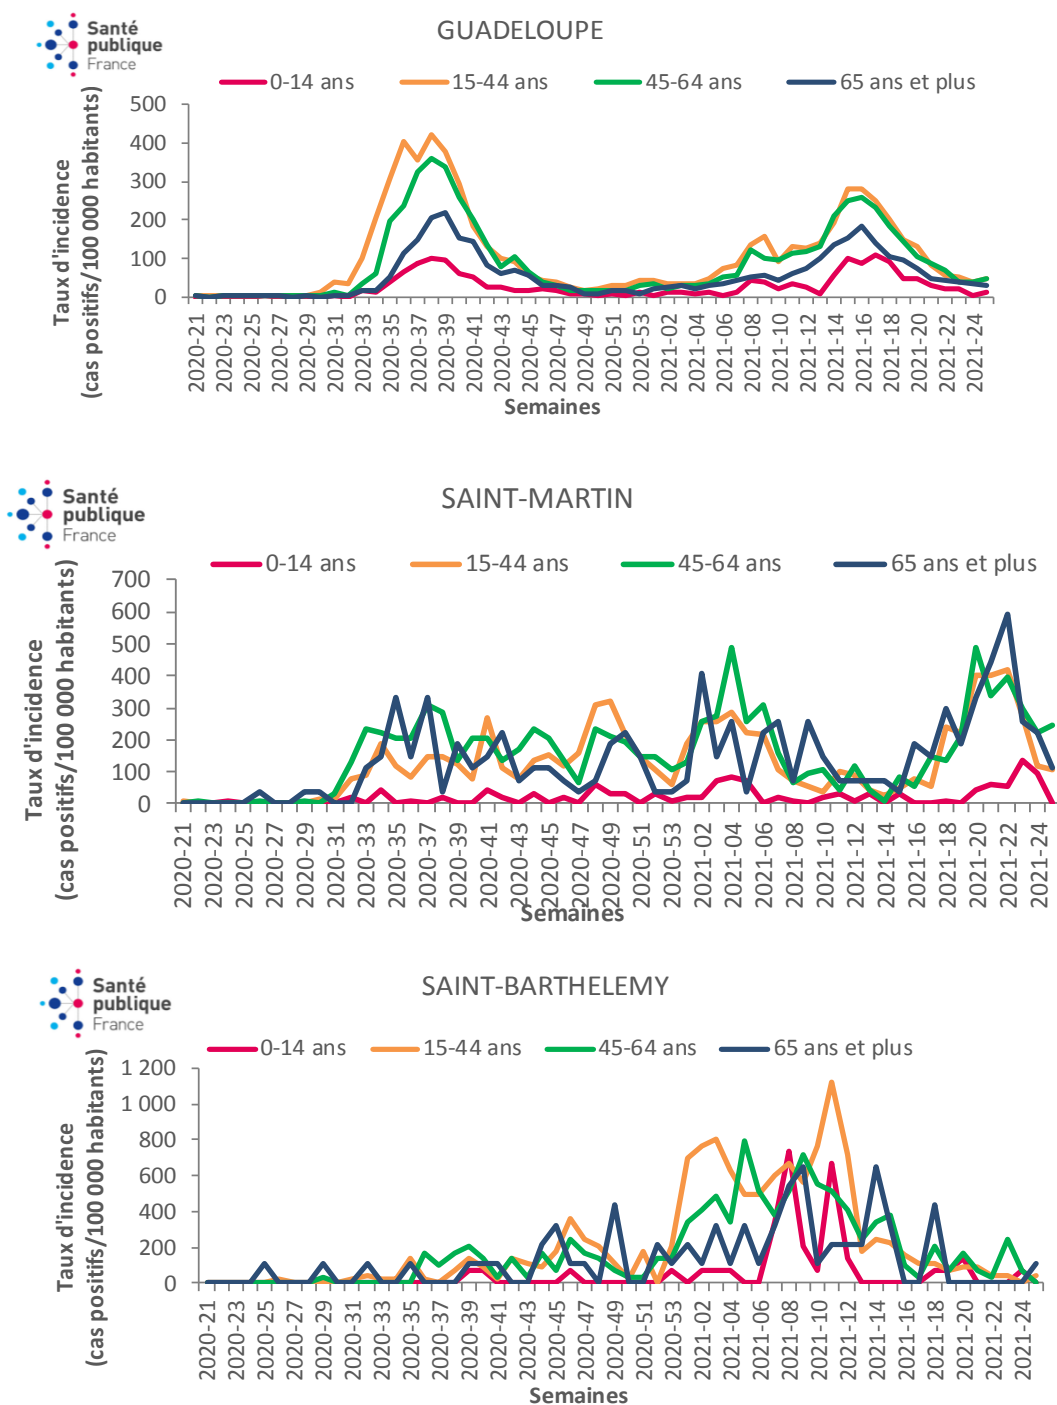 Santé
publique
France
GUADELOUPE
0-14 ans 15-44 ans 45-64 ans 65 ans et plus
Taux d'incidence
(cas positifs/100 000 habitants)
500
400
300
200
100
0
2020-21 2020-23 2020-25 2020-27 2020-29 2020-31 2020-33 2020-35 2020-37 2020-39 2020-41 2020-43 2020-45 2020-47 2020-49 2020-51 2020-53 2021-02 2021-04 2021-06 2021-08 2021-10 2021-12 2021-14 2021-16 2021-18 2021-20 2021-22 2021-24
Semaines
Santé
publique
France
SAINT-MARTIN
0-14 ans 15-44 ans 45-64 ans 65 ans et plus
Taux d'incidence
(cas positifs/100 000 habitants)
700
600
500
400
300
200
100
0
2020-21 2020-23 2020-25 2020-27 2020-29 2020-31 2020-33 2020-35 2020-37 2020-39 2020-41 2020-43 2020-45 2020-47 2020-49 2020-51 2020-53 2021-02 2021-04 2021-06 2021-08 2021-10 2021-12 2021-14 2021-16 2021-18 2021-20 2021-22 2021-24
Semaines
Santé
publique
France
SAINT-BARTHELEMY
0-14 ans 15-44 ans 45-64 ans 65 ans et plus
Taux d'incidence
(cas positifs/100 000 habitants)
1 200
1 000
800
600
400
200
0
2020-21 2020-23 2020-25 2020-27 2020-29 2020-31 2020-33 2020-35 2020-37 2020-39 2020-41 2020-43 2020-45 2020-47 2020-49 2020-51 2020-53 2021-02 2021-04 2021-06 2021-08 2021-10 2021-12 2021-14 2021-16 2021-18 2021-20 2021-22 2021-24
Semaines